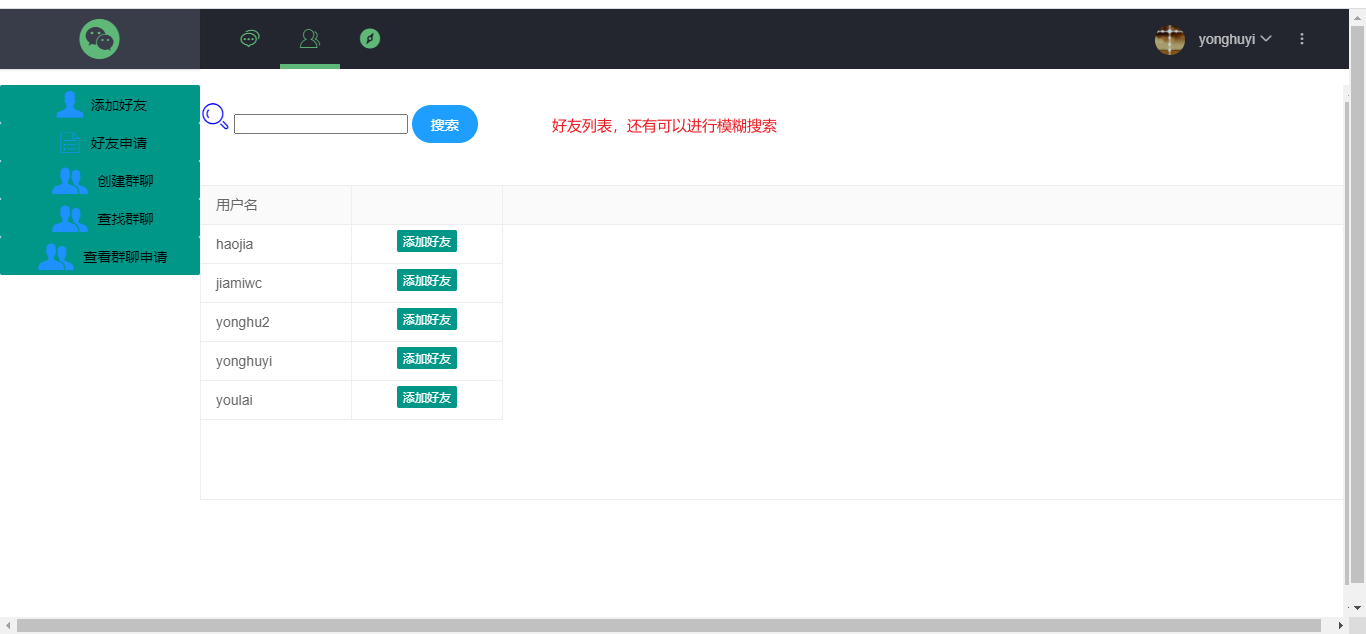 yonghuyi
添加好友
好友申请
创建群聊
查找群聊
查看群聊申请
搜索
好友列表，还有可以进行模糊搜索
用户名
haojia 添加好友
jiamiwc 添加好友
yonghu2 添加好友
yonghuyi 添加好友
youlai 添加好友